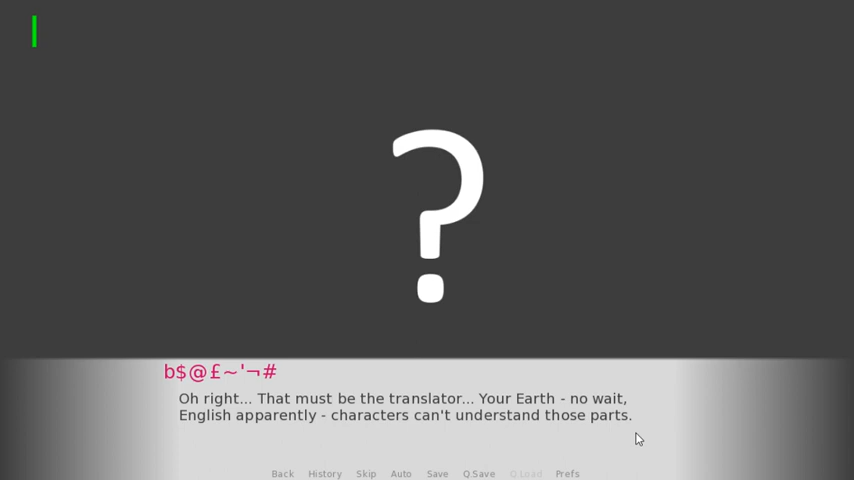 ?
b$@£~'¬#
Oh right... That must be the translator... Your Earth - no wait,
English apparently - characters can't understand those parts.
Back History Skip Auto Save Q.Save Q.Load Prefs